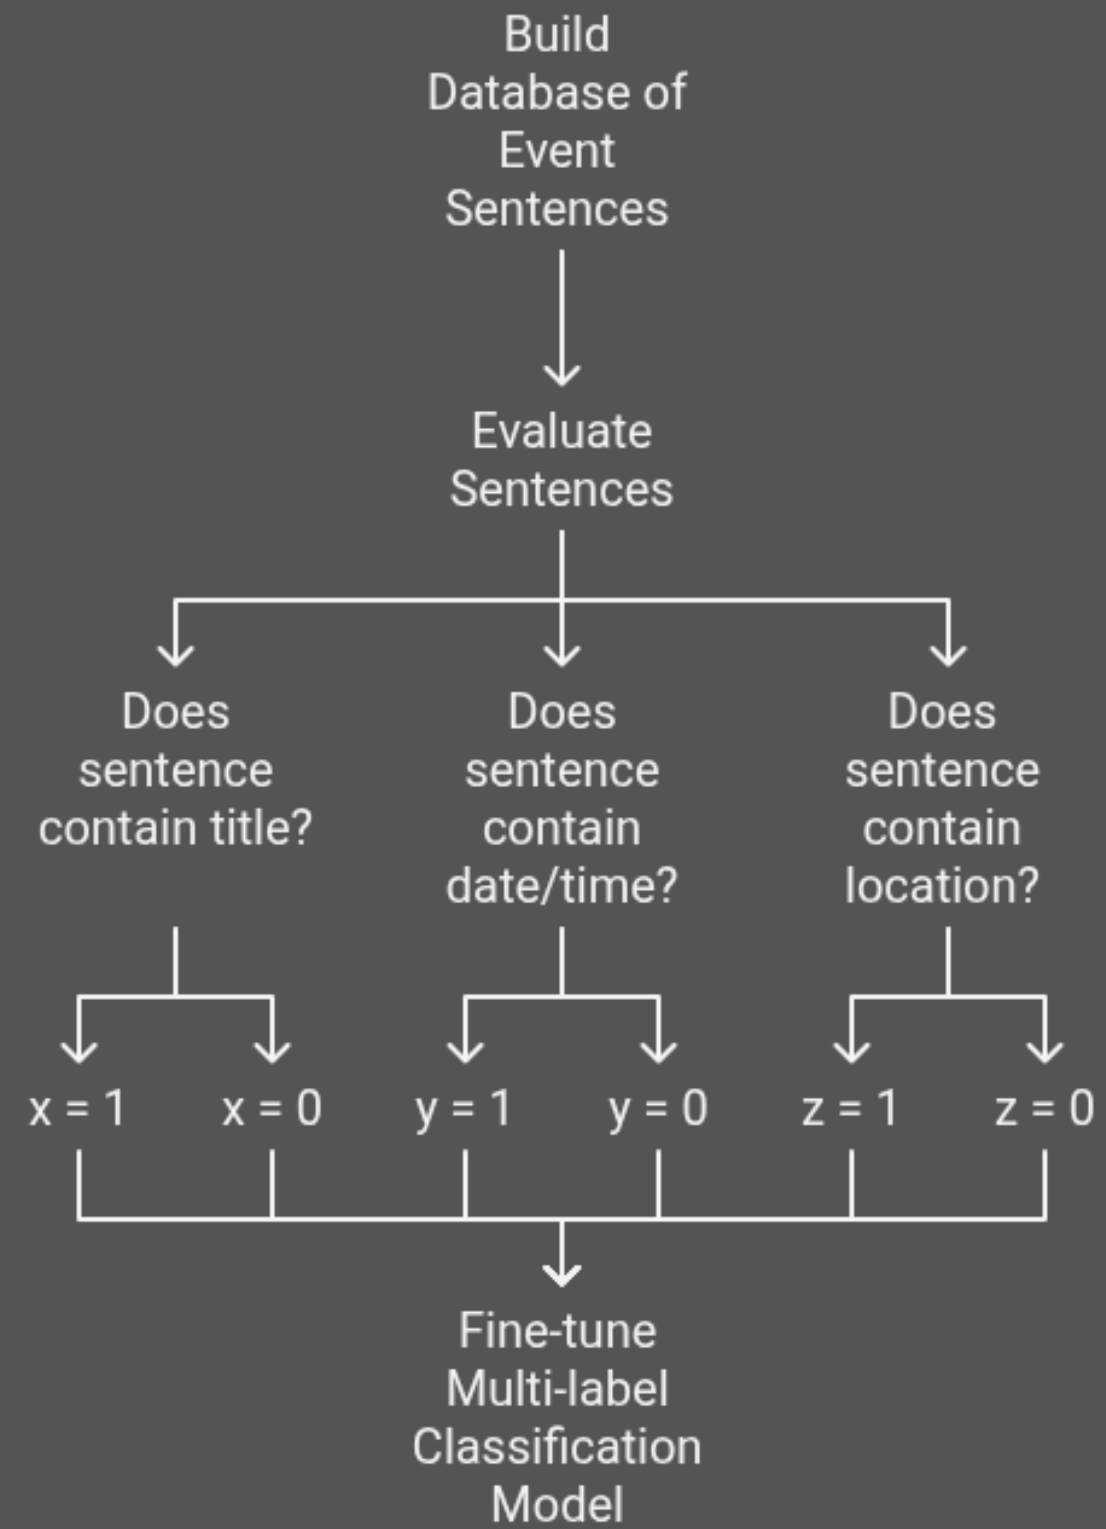 Build
Database of
Event
Sentences
Evaluate
Sentences
Does
sentence
contain title?
Does
sentence
contain
date/time?
Does
sentence
contain
location?
x = 1
x = 0
y = 1
y = 0
z = 1
z = 0
Fine-tune
Multi-label
Classification
Model